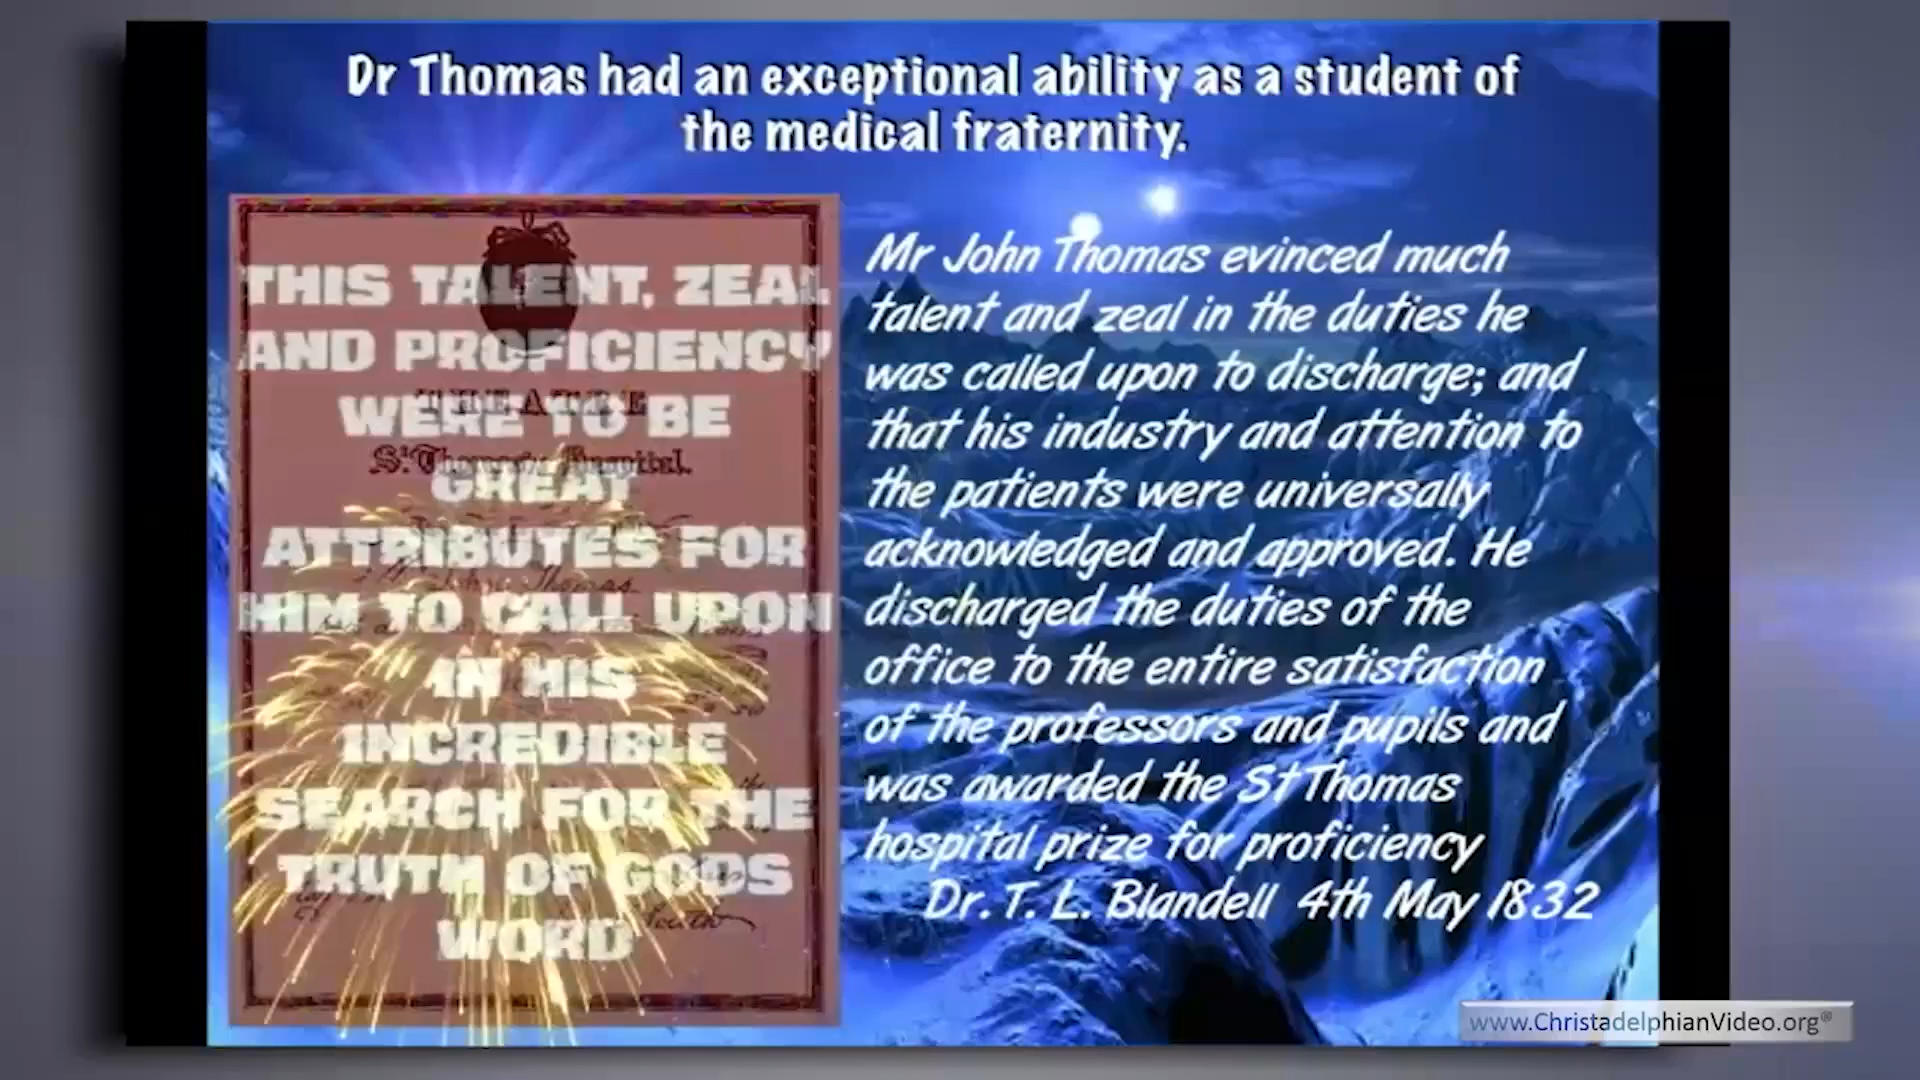 Dr Thomas had an exceptional ability as a student of
the medical fraternity.
THIS TALENT, ZEAL
AND PROFICIENCY
WERE TO BE
GREAT
ATTRIBUTES FOR
HIM TO CALL UPON
IN HIS
INCREDIBLE
SEARCH FOR THE
TRUTH OF GODS
WORD
THEATRE
St Thomas's Hospital.
Thomas
Mr John Thomas evinced much
talent and zeal in the duties he
was called upon to discharge; and
that his industry and attention to
the patients were universally
acknowledged and approved. He
discharged the duties of the
office to the entire satisfaction
of the professors and pupils and
was awarded the St Thomas
hospital prize for proficiency
Dr. T. L. Blandell 4th May 1832
www.ChristadelphianVideo.org®